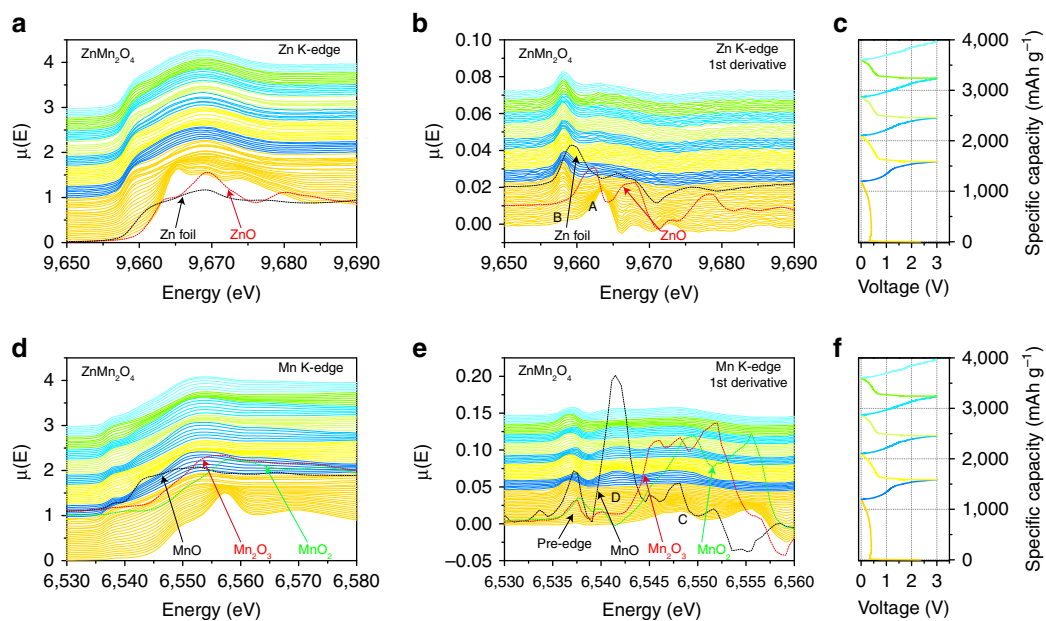 a
ZnMn2O4
Zn K-edge
4
3
2
1
0
μ(E)
Zn foil
ZnO
9,650 9,660 9,670 9,680 9,690
Energy (eV)
b
ZnMn2O4
Zn K-edge
1st derivative
0.10
0.08
0.06
0.04
0.02
0.00
μ(E)
B
A
Zn foil
ZnO
9,650 9,660 9,670 9,680 9,690
Energy (eV)
c
4,000
3,000
2,000
1,000
0
Specific capacity (mAh g⁻¹)
0 1 2 3
Voltage (V)
d
ZnMn2O4
Mn K-edge
4
3
2
1
0
μ(E)
MnO
Mn2O3
MnO2
6,530 6,540 6,550 6,560 6,570 6,580
Energy (eV)
e
ZnMn2O4
Mn K-edge
1st derivative
0.20
0.15
0.10
0.05
0.00
−0.05
μ(E)
D
C
Pre-edge
MnO
Mn2O3
MnO2
6,530 6,535 6,540 6,545 6,550 6,555 6,560
Energy (eV)
f
4,000
3,000
2,000
1,000
0
Specific capacity (mAh g⁻¹)
0 1 2 3
Voltage (V)